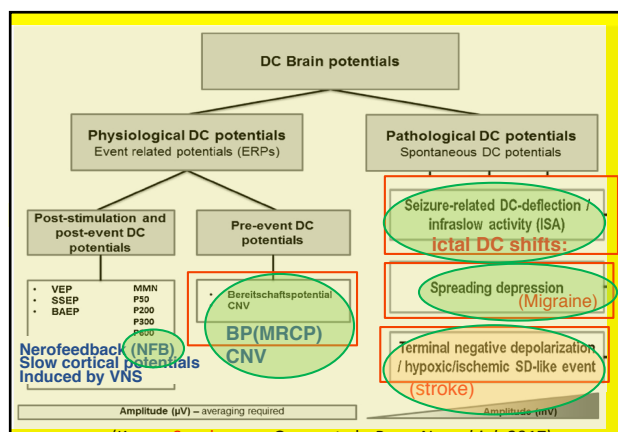 DC Brain potentials
Physiological DC potentials
Event related potentials (ERPs)
Pathological DC potentials
Spontaneous DC potentials
Post-stimulation and
post-event DC
potentials
Pre-event DC
potentials
Seizure-related DC-deflection /
infraslow activity (ISA)
ictal DC shifts:
• VEP MMN
• SSEP P50
• BAEP P200
P300
P600
• Bereitschaftspotential
CNV
BP(MRCP)
CNV
Spreading depression
(Migraine)
Nerofeedback (NFB)
Slow cortical potentials
Induced by VNS
Terminal negative depolarization
/ hypoxic/ischemic SD-like event
(stroke)
Amplitude (µV) – averaging required
Amplitude (mV)